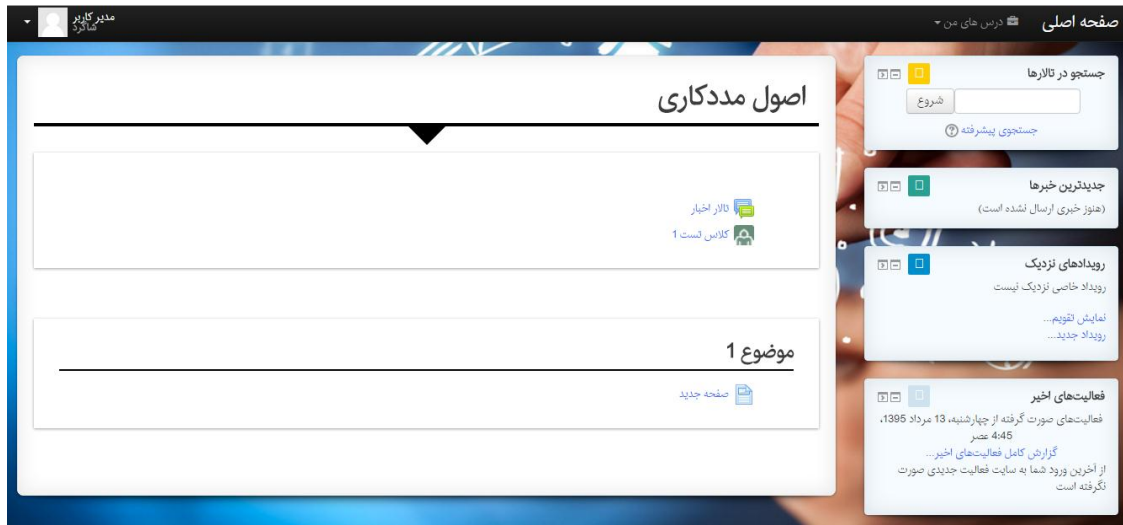 صفحه اصلی
درس های من
مدیر کاربر
شاگرد
جستجو در تالارها
شروع
جستجوی پیشرفته
جدیدترین خبرها
(هنوز خبری ارسال نشده است)
رویدادهای نزدیک
رویداد خاصی نزدیک نیست
نمایش تقویم...
رویداد جدید...
فعالیت‌های اخیر
فعالیت‌های صورت گرفته از چهارشنبه، 13 مرداد 1395،
4:45 عصر
گزارش کامل فعالیت‌های اخیر...
از آخرین ورود شما به سایت فعالیت جدیدی صورت
نگرفته است
اصول مددکاری
تالار اخبار
کلاس تست 1
موضوع 1
صفحه جدید